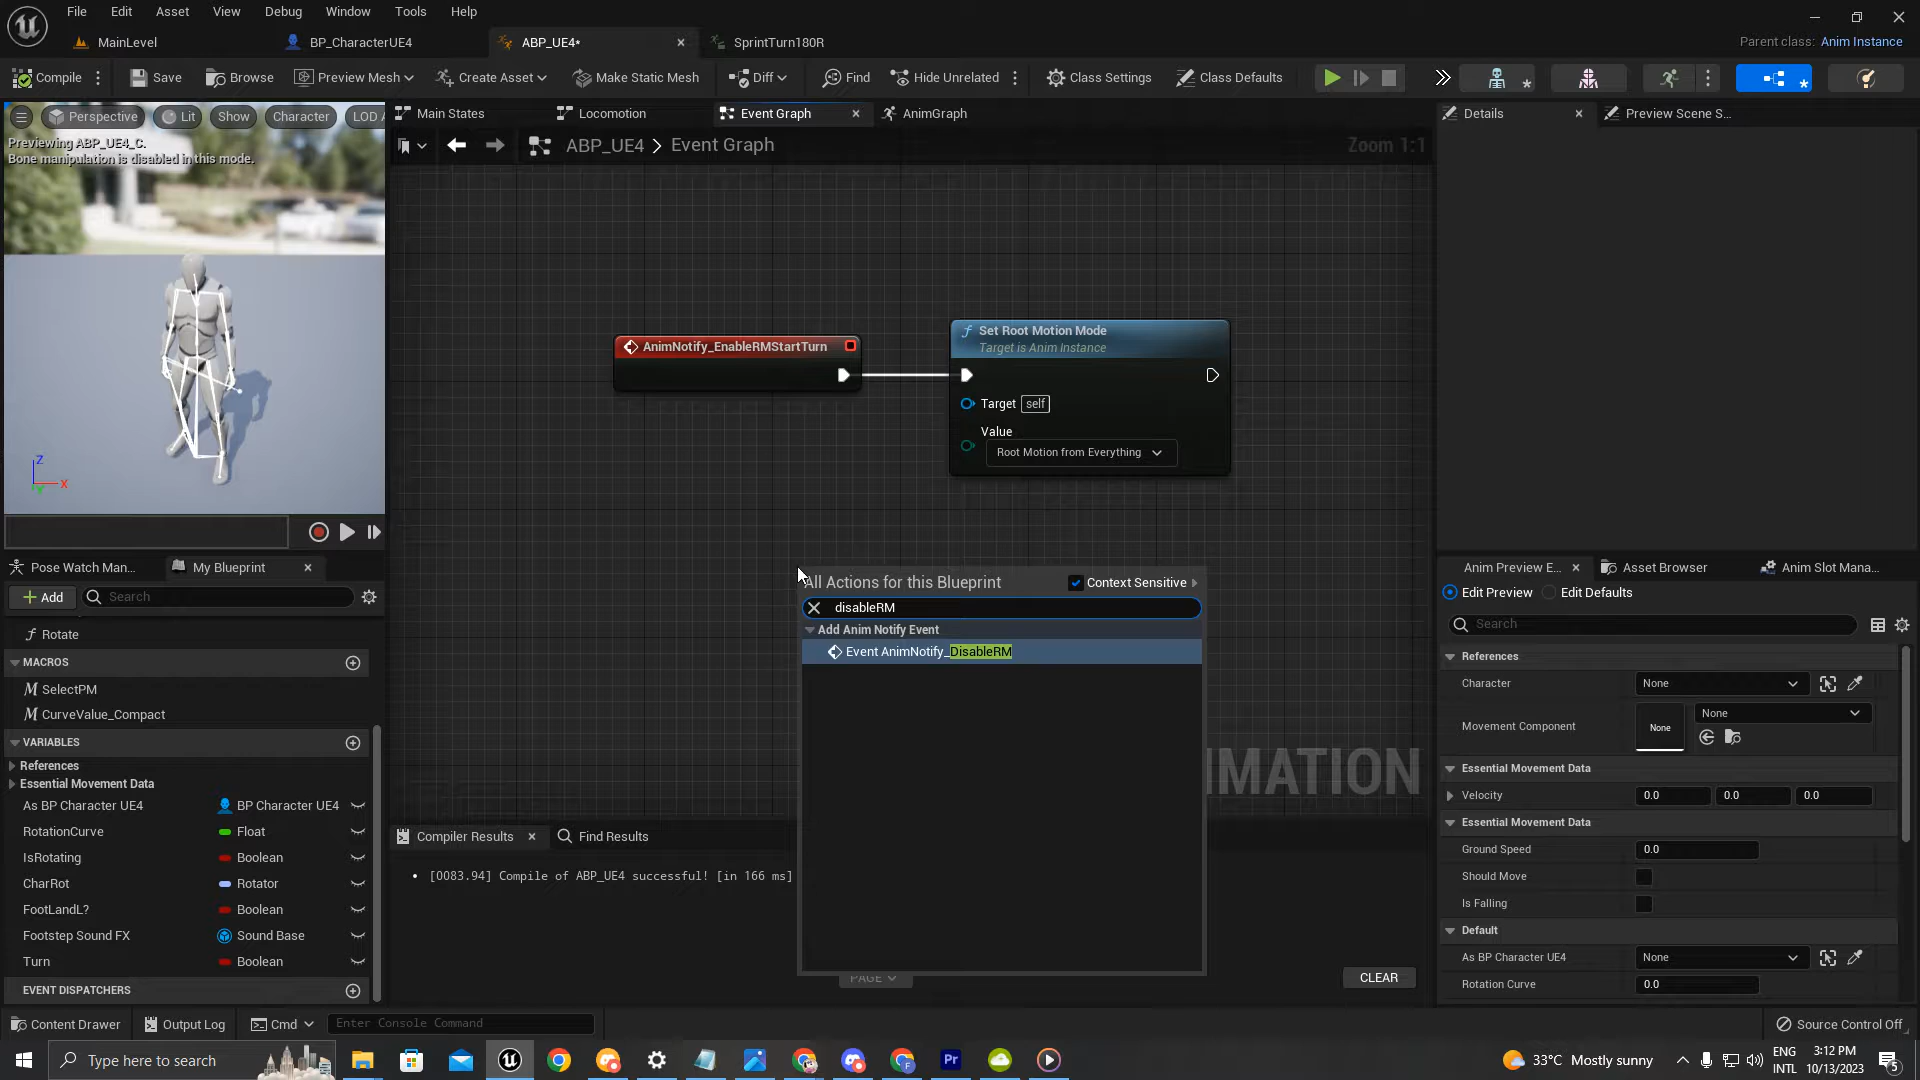 File Edit Asset View Debug Window Tools Help
MainLevel BP_CharacterUE4 ABP_UE4* SprintTurn180R Parent class: Anim Instance
Compile Save Browse Preview Mesh Create Asset Make Static Mesh Diff Find Hide Unrelated Class Settings Class Defaults
Perspective Lit Show Character LOD A
Previewing ABP_UE4_C.
Bone manipulation is disabled in this mode.
Z
X
Y
Main States Locomotion Event Graph AnimGraph
ABP_UE4 > Event Graph Zoom 1:1
AnimNotify_EnableRMStartTurn
Set Root Motion Mode
Target is Anim Instance
Target self
Value
Root Motion from Everything
All Actions for this Blueprint Context Sensitive
disableRM
Add Anim Notify Event
Event AnimNotify_DisableRM
IMATION
Details Preview Scene S...
Pose Watch Man... My Blueprint
Add Search
Rotate
MACROS
SelectPM
CurveValue_Compact
VARIABLES
References
Essential Movement Data
As BP Character UE4 BP Character UE4
RotationCurve Float
IsRotating Boolean
CharRot Rotator
FootLandL? Boolean
Footstep Sound FX Sound Base
Turn Boolean
EVENT DISPATCHERS
Compiler Results Find Results
[0083.94] Compile of ABP_UE4 successful! [in 166 ms]
PAGE CLEAR
Anim Preview E... Asset Browser Anim Slot Mana...
Edit Preview Edit Defaults
Search
References
Character None
Movement Component None None
Essential Movement Data
Velocity 0.0 0.0 0.0
Essential Movement Data
Ground Speed 0.0
Should Move
Is Falling
Default
As BP Character UE4 None
Rotation Curve 0.0
Content Drawer Output Log Cmd Enter Console Command Source Control Off
Type here to search Pr 33°C Mostly sunny ENG INTL 3:12 PM 10/13/2023 5